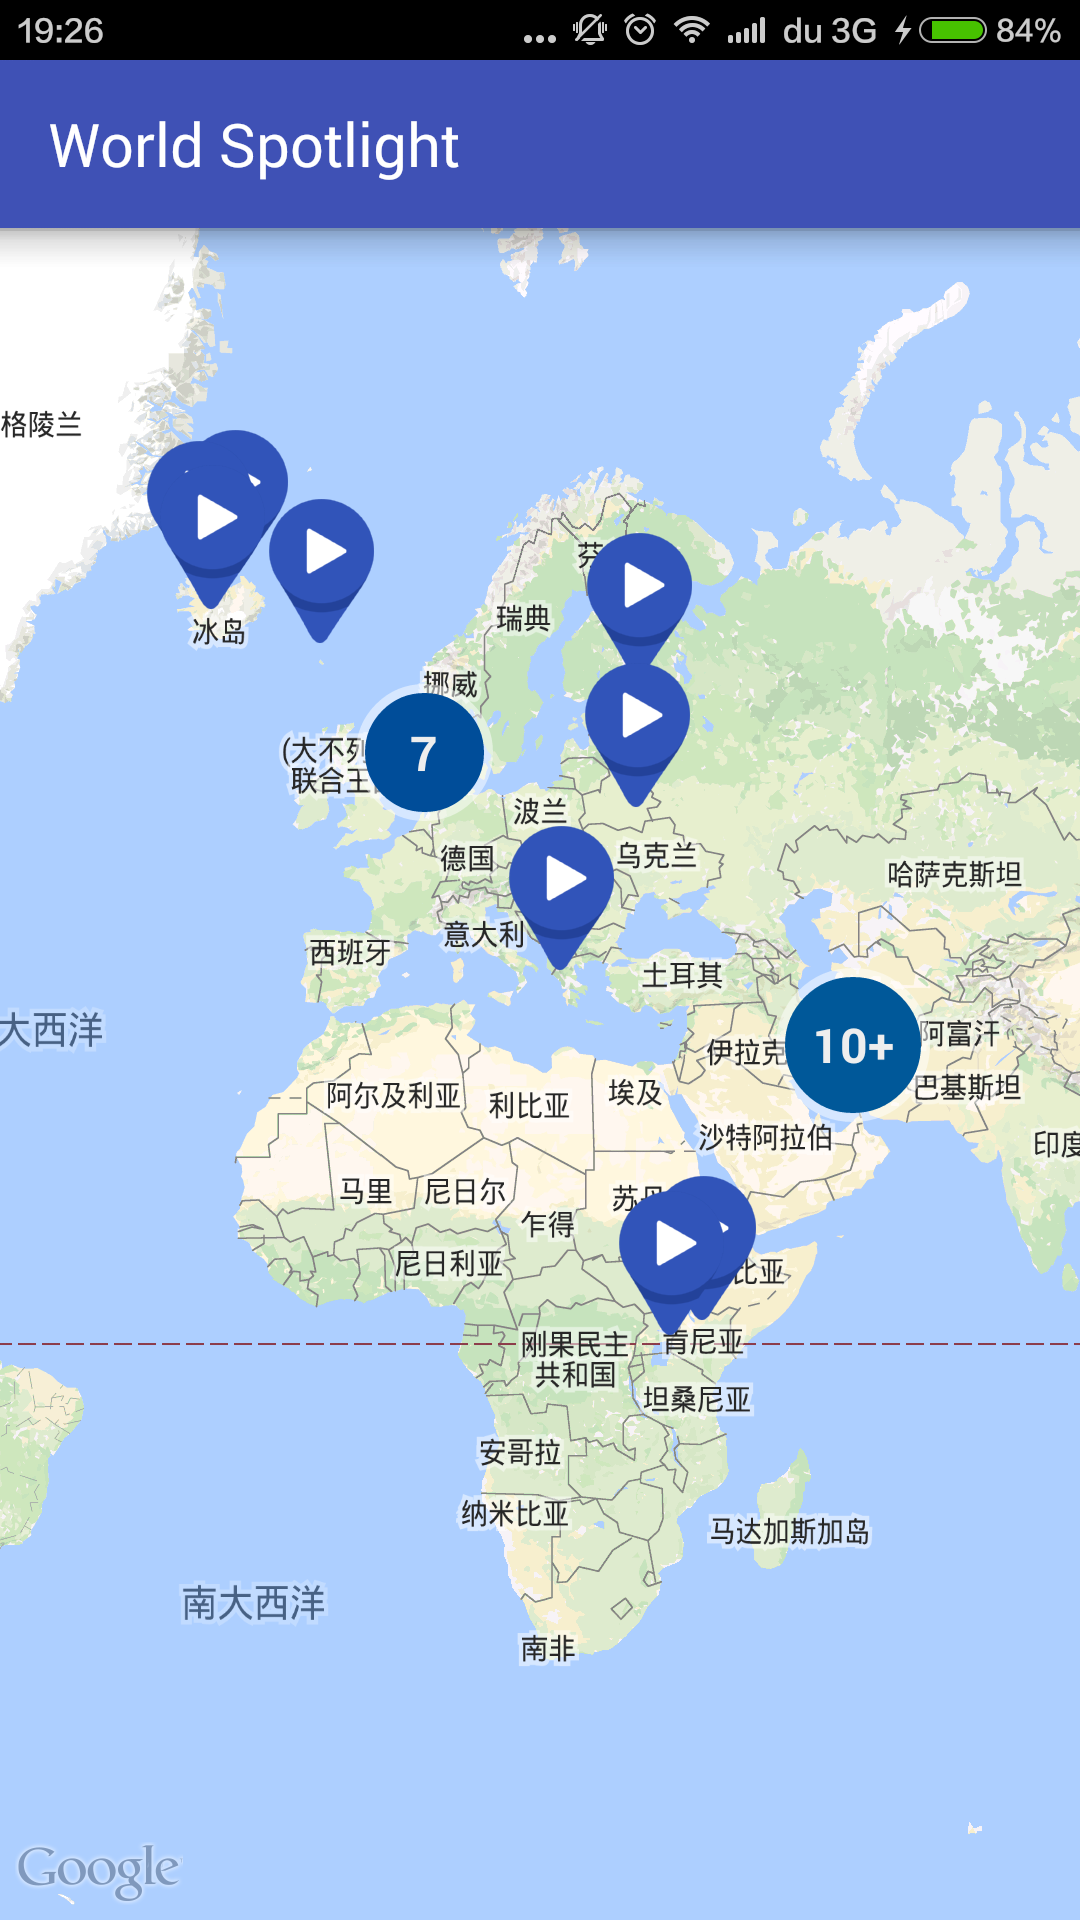 19:26
... du 3G 84%
World Spotlight
格陵兰
芬
瑞典
冰岛
挪威
(大不列
联合王
7
波兰
乌克兰
德国
哈萨克斯坦
意大利
西班牙
土耳其
大西洋
阿富汗
10+
伊拉克
巴基斯坦
阿尔及利亚
利比亚
埃及
沙特阿拉伯
印度
马里
尼日尔
苏丹
乍得
尼日利亚
比亚
刚果民主
共和国
肯尼亚
坦桑尼亚
安哥拉
纳米比亚
马达加斯加岛
南大西洋
南非
Google